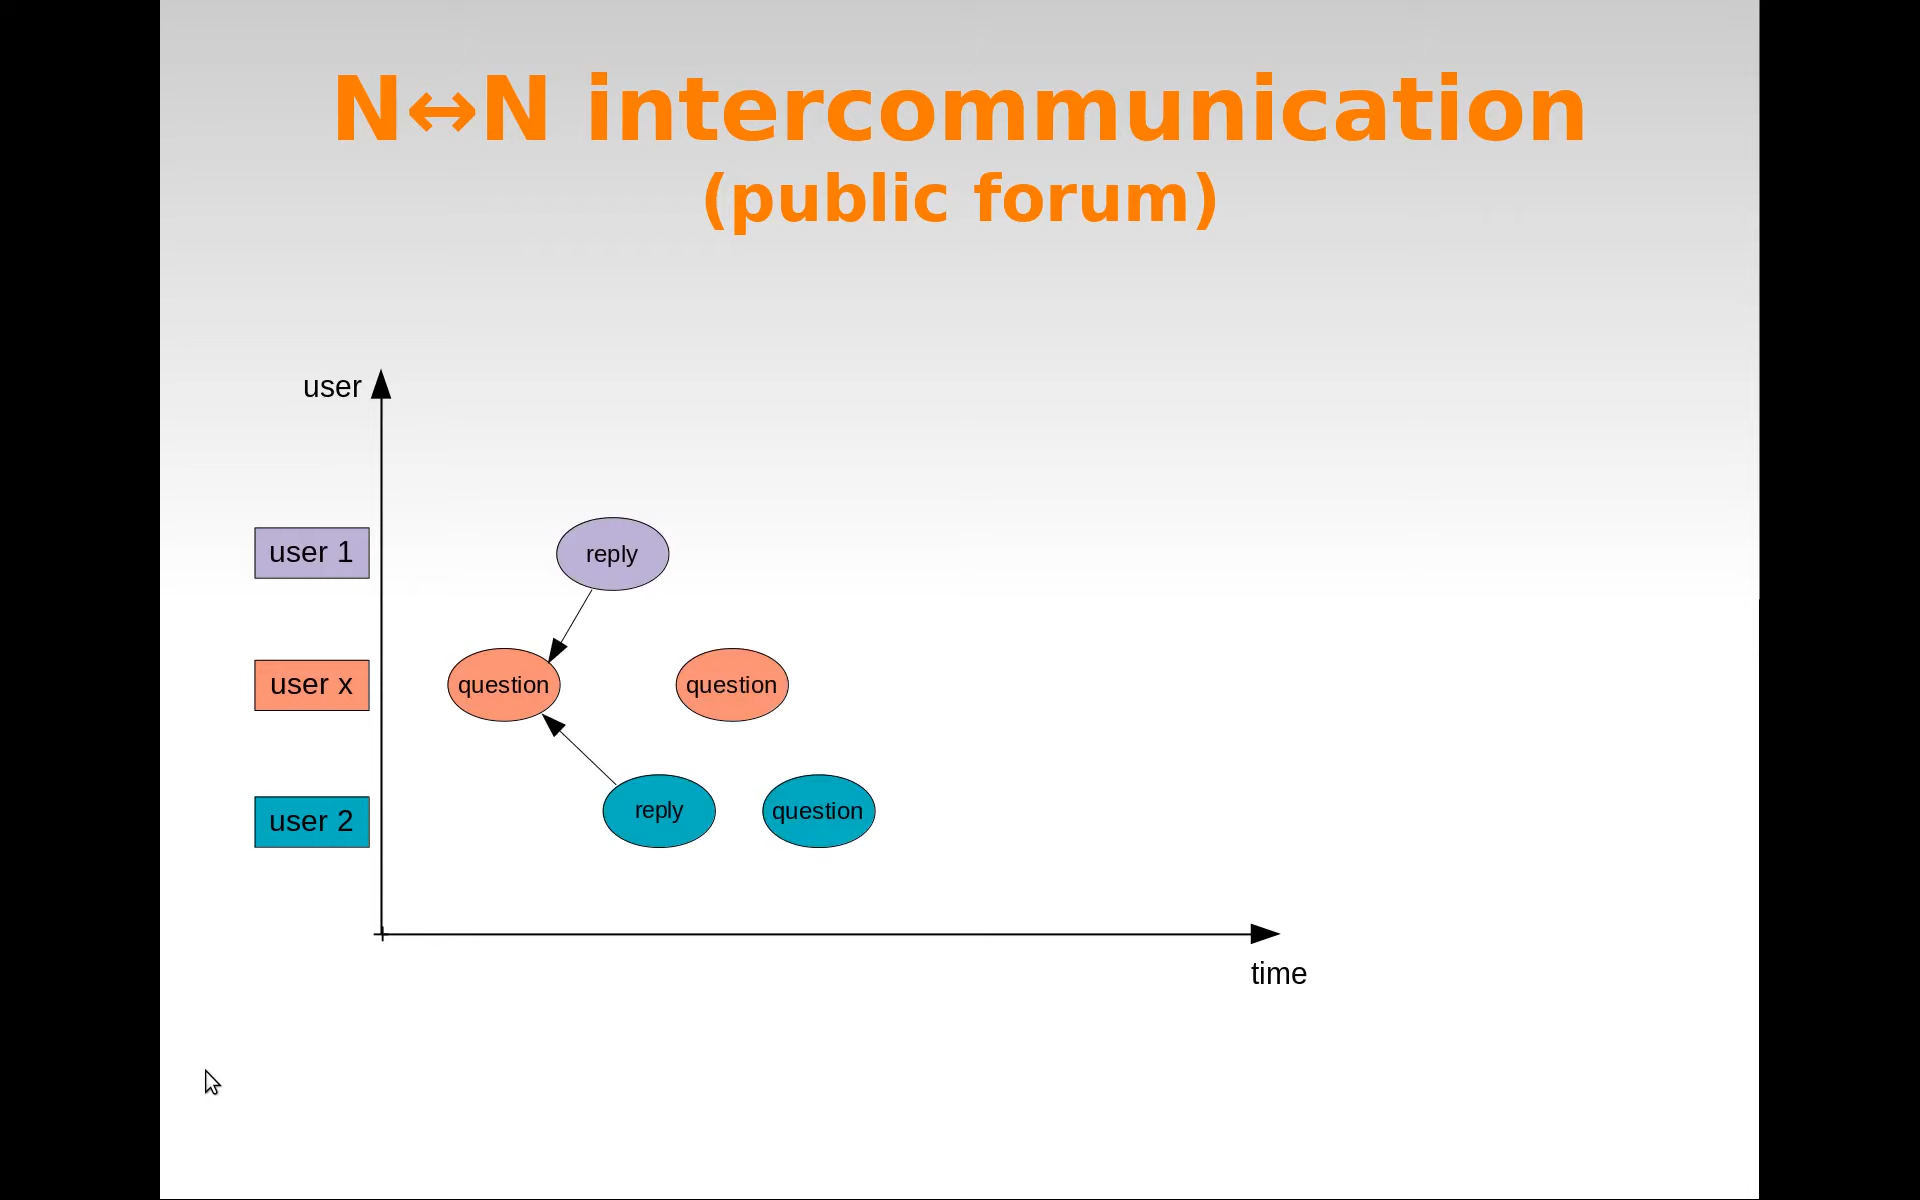 N↔N intercommunication
(public forum)
user
user 1
reply
user x
question
question
user 2
reply
question
time